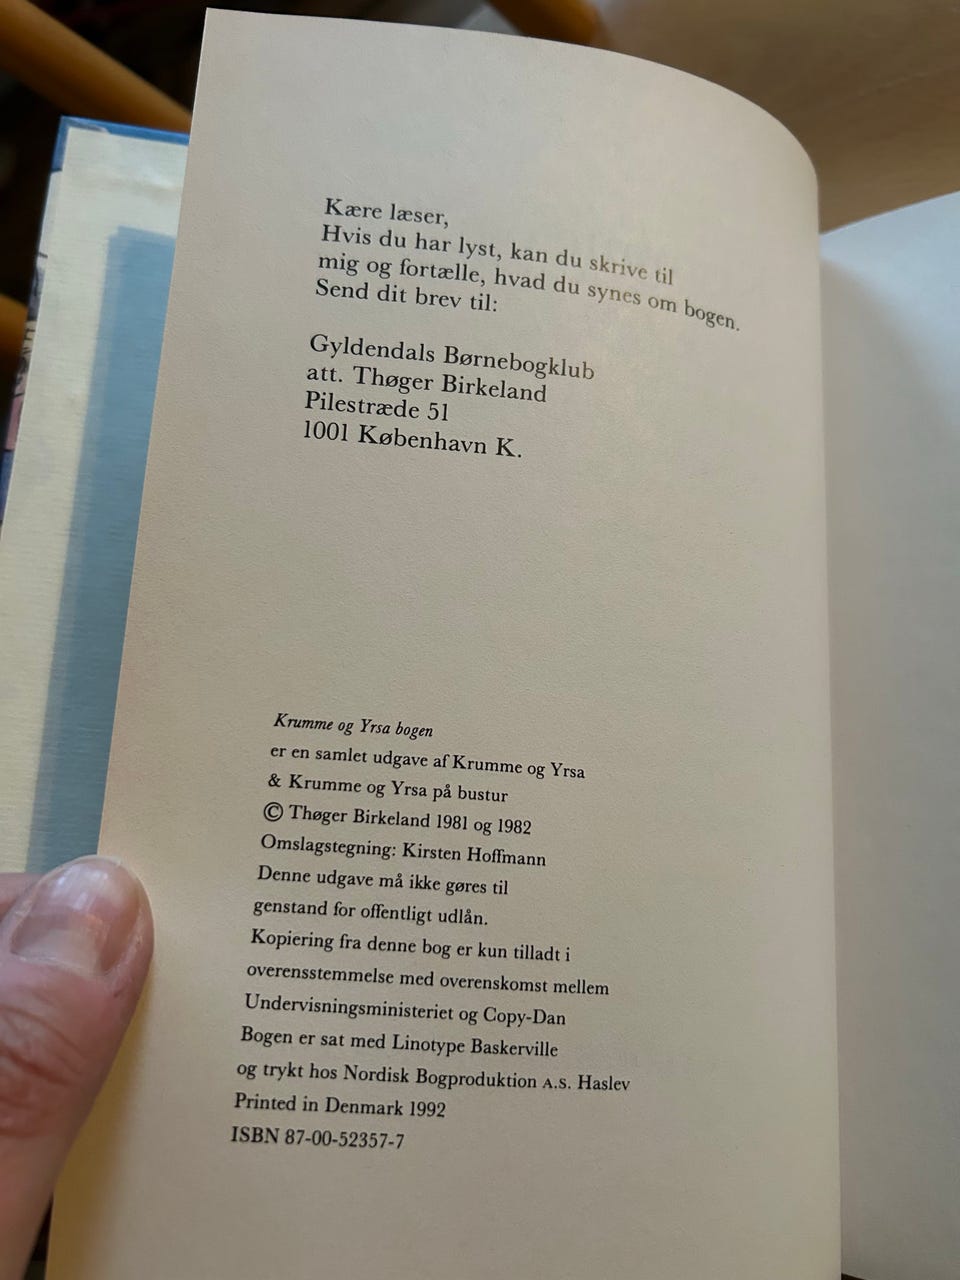 Kære læser,
Hvis du har lyst, kan du skrive til
mig og fortælle, hvad du synes om bogen.
Send dit brev til:
Gyldendals Børnebogklub
att. Thøger Birkeland
Pilestræde 51
1001 København K.
Krumme og Yrsa bogen
er en samlet udgave af Krumme og Yrsa
& Krumme og Yrsa på bustur
© Thøger Birkeland 1981 og 1982
Omslagstegning: Kirsten Hoffmann
Denne udgave må ikke gøres til
genstand for offentligt udlån.
Kopiering fra denne bog er kun tilladt i
overensstemmelse med overenskomst mellem
Undervisningsministeriet og Copy-Dan
Bogen er sat med Linotype Baskerville
og trykt hos Nordisk Bogproduktion A.S. Haslev
Printed in Denmark 1992
ISBN 87-00-52357-7